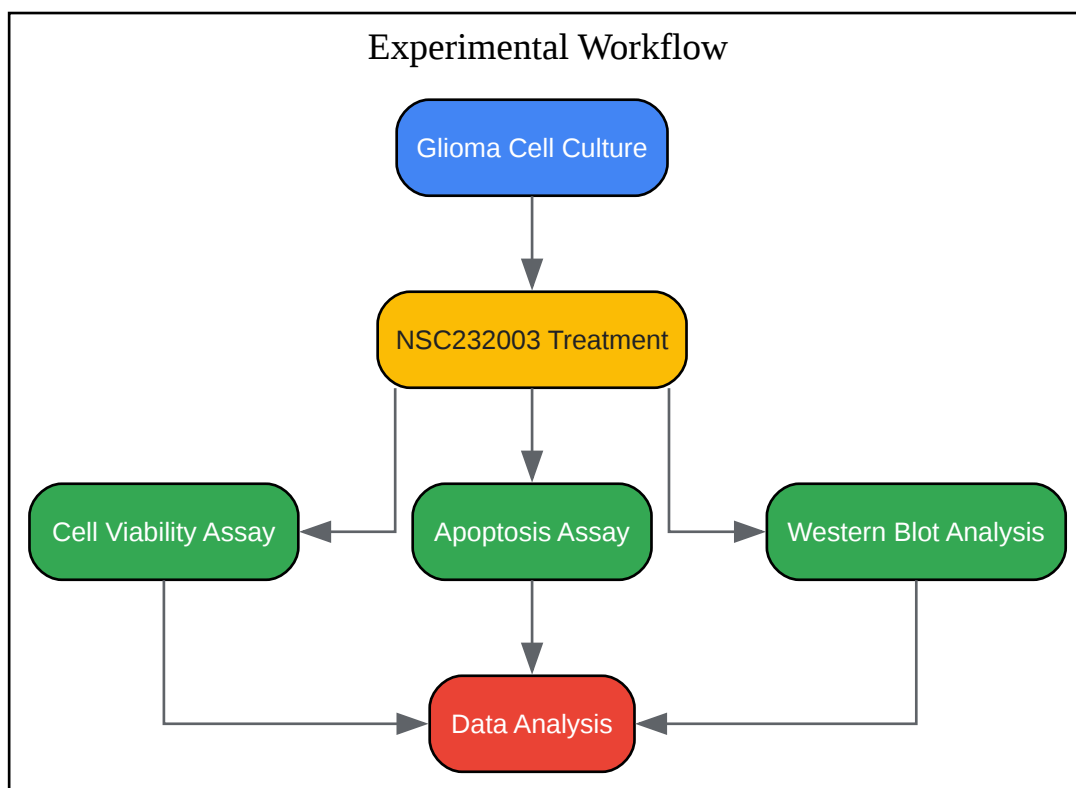 Experimental Workflow
Glioma Cell Culture
NSC232003 Treatment
Cell Viability Assay
Apoptosis Assay
Western Blot Analysis
Data Analysis